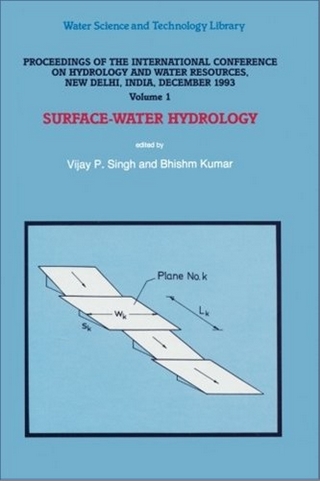 Water Science and Technology Library
PROCEEDINGS OF THE INTERNATIONAL CONFERENCE
ON HYDROLOGY AND WATER RESOURCES,
NEW DELHI, INDIA, DECEMBER 1993
Volume 1
SURFACE-WATER HYDROLOGY
edited by
Vijay P. Singh and Bhishm Kumar
Plane No.k
Lk
Wk
Sk